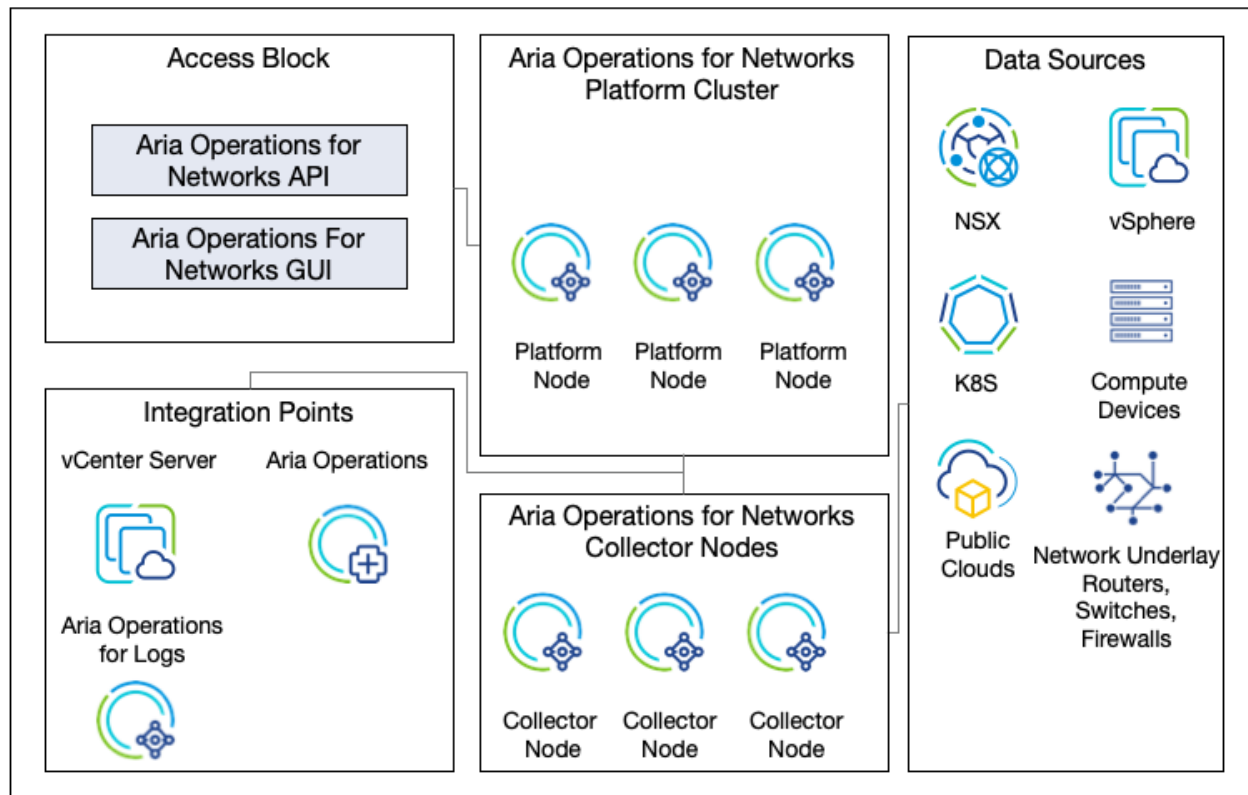 Access Block
Aria Operations for
Networks API
Aria Operations For
Networks GUI
Aria Operations for Networks
Platform Cluster
Platform
Node
Platform
Node
Platform
Node
Data Sources
NSX
vSphere
K8S
Compute
Devices
Public
Clouds
Network Underlay
Routers,
Switches,
Firewalls
Integration Points
vCenter Server
Aria Operations
Aria Operations
for Logs
Aria Operations for Networks
Collector Nodes
Collector
Node
Collector
Node
Collector
Node